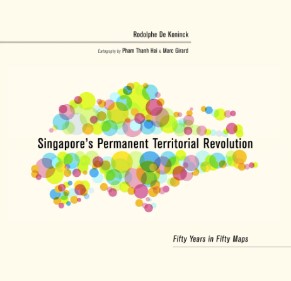 Rodolphe De Koninck
Cartography by Pham Thanh Hai & Marc Girard
Singapore's Permanent Territorial Revolution
Fifty Years in Fifty Maps